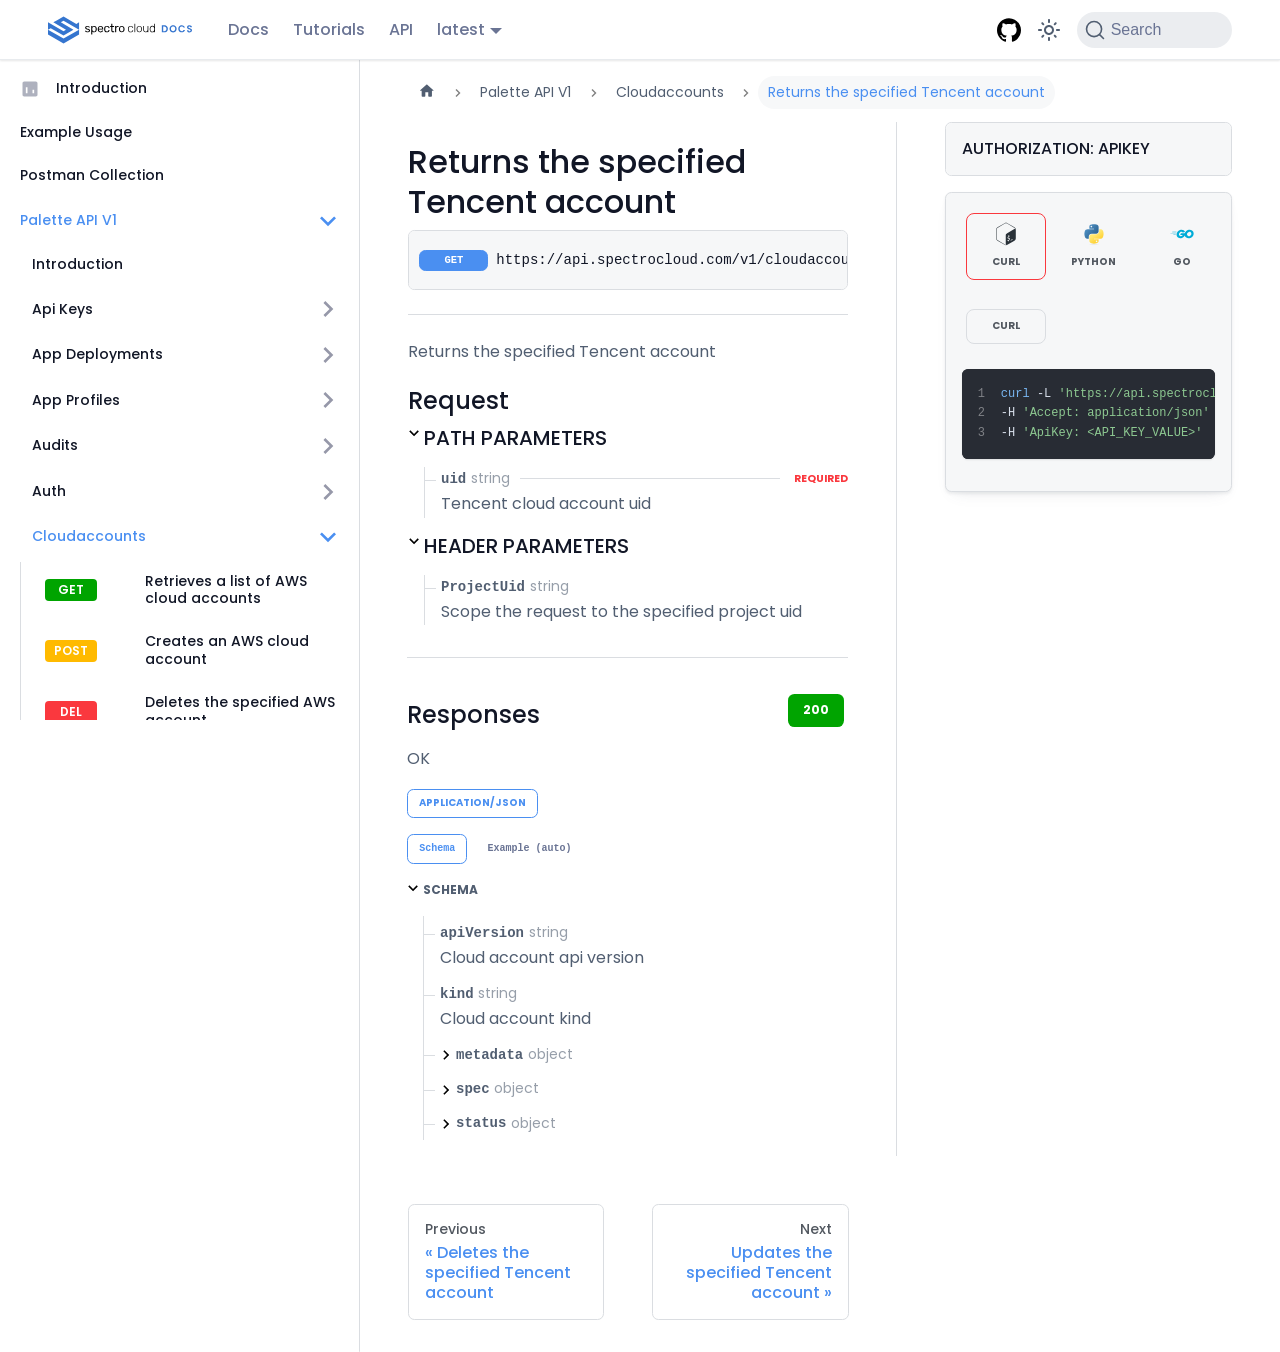 spectro cloud DOCS
Docs
Tutorials
API
latest
Search
Introduction
Example Usage
Postman Collection
Palette API V1
Introduction
Api Keys
App Deployments
App Profiles
Audits
Auth
Cloudaccounts
GET
Retrieves a list of AWS
cloud accounts
POST
Creates an AWS cloud
account
DEL
Deletes the specified AWS
account
Palette API V1
Cloudaccounts
Returns the specified Tencent account
Returns the specified
Tencent account
GET
https://api.spectrocloud.com/v1/cloudaccou
Returns the specified Tencent account
Request
PATH PARAMETERS
uid string
REQUIRED
Tencent cloud account uid
HEADER PARAMETERS
ProjectUid string
Scope the request to the specified project uid
Responses
200
OK
APPLICATION/JSON
Schema
Example (auto)
SCHEMA
apiVersion string
Cloud account api version
kind string
Cloud account kind
metadata object
spec object
status object
Previous
« Deletes the
specified Tencent
account
Next
Updates the
specified Tencent
account »
AUTHORIZATION: APIKEY
CURL
PYTHON
GO
GO
CURL
1 curl -L 'https://api.spectrocl
2 -H 'Accept: application/json'
3 -H 'ApiKey: <API_KEY_VALUE>'